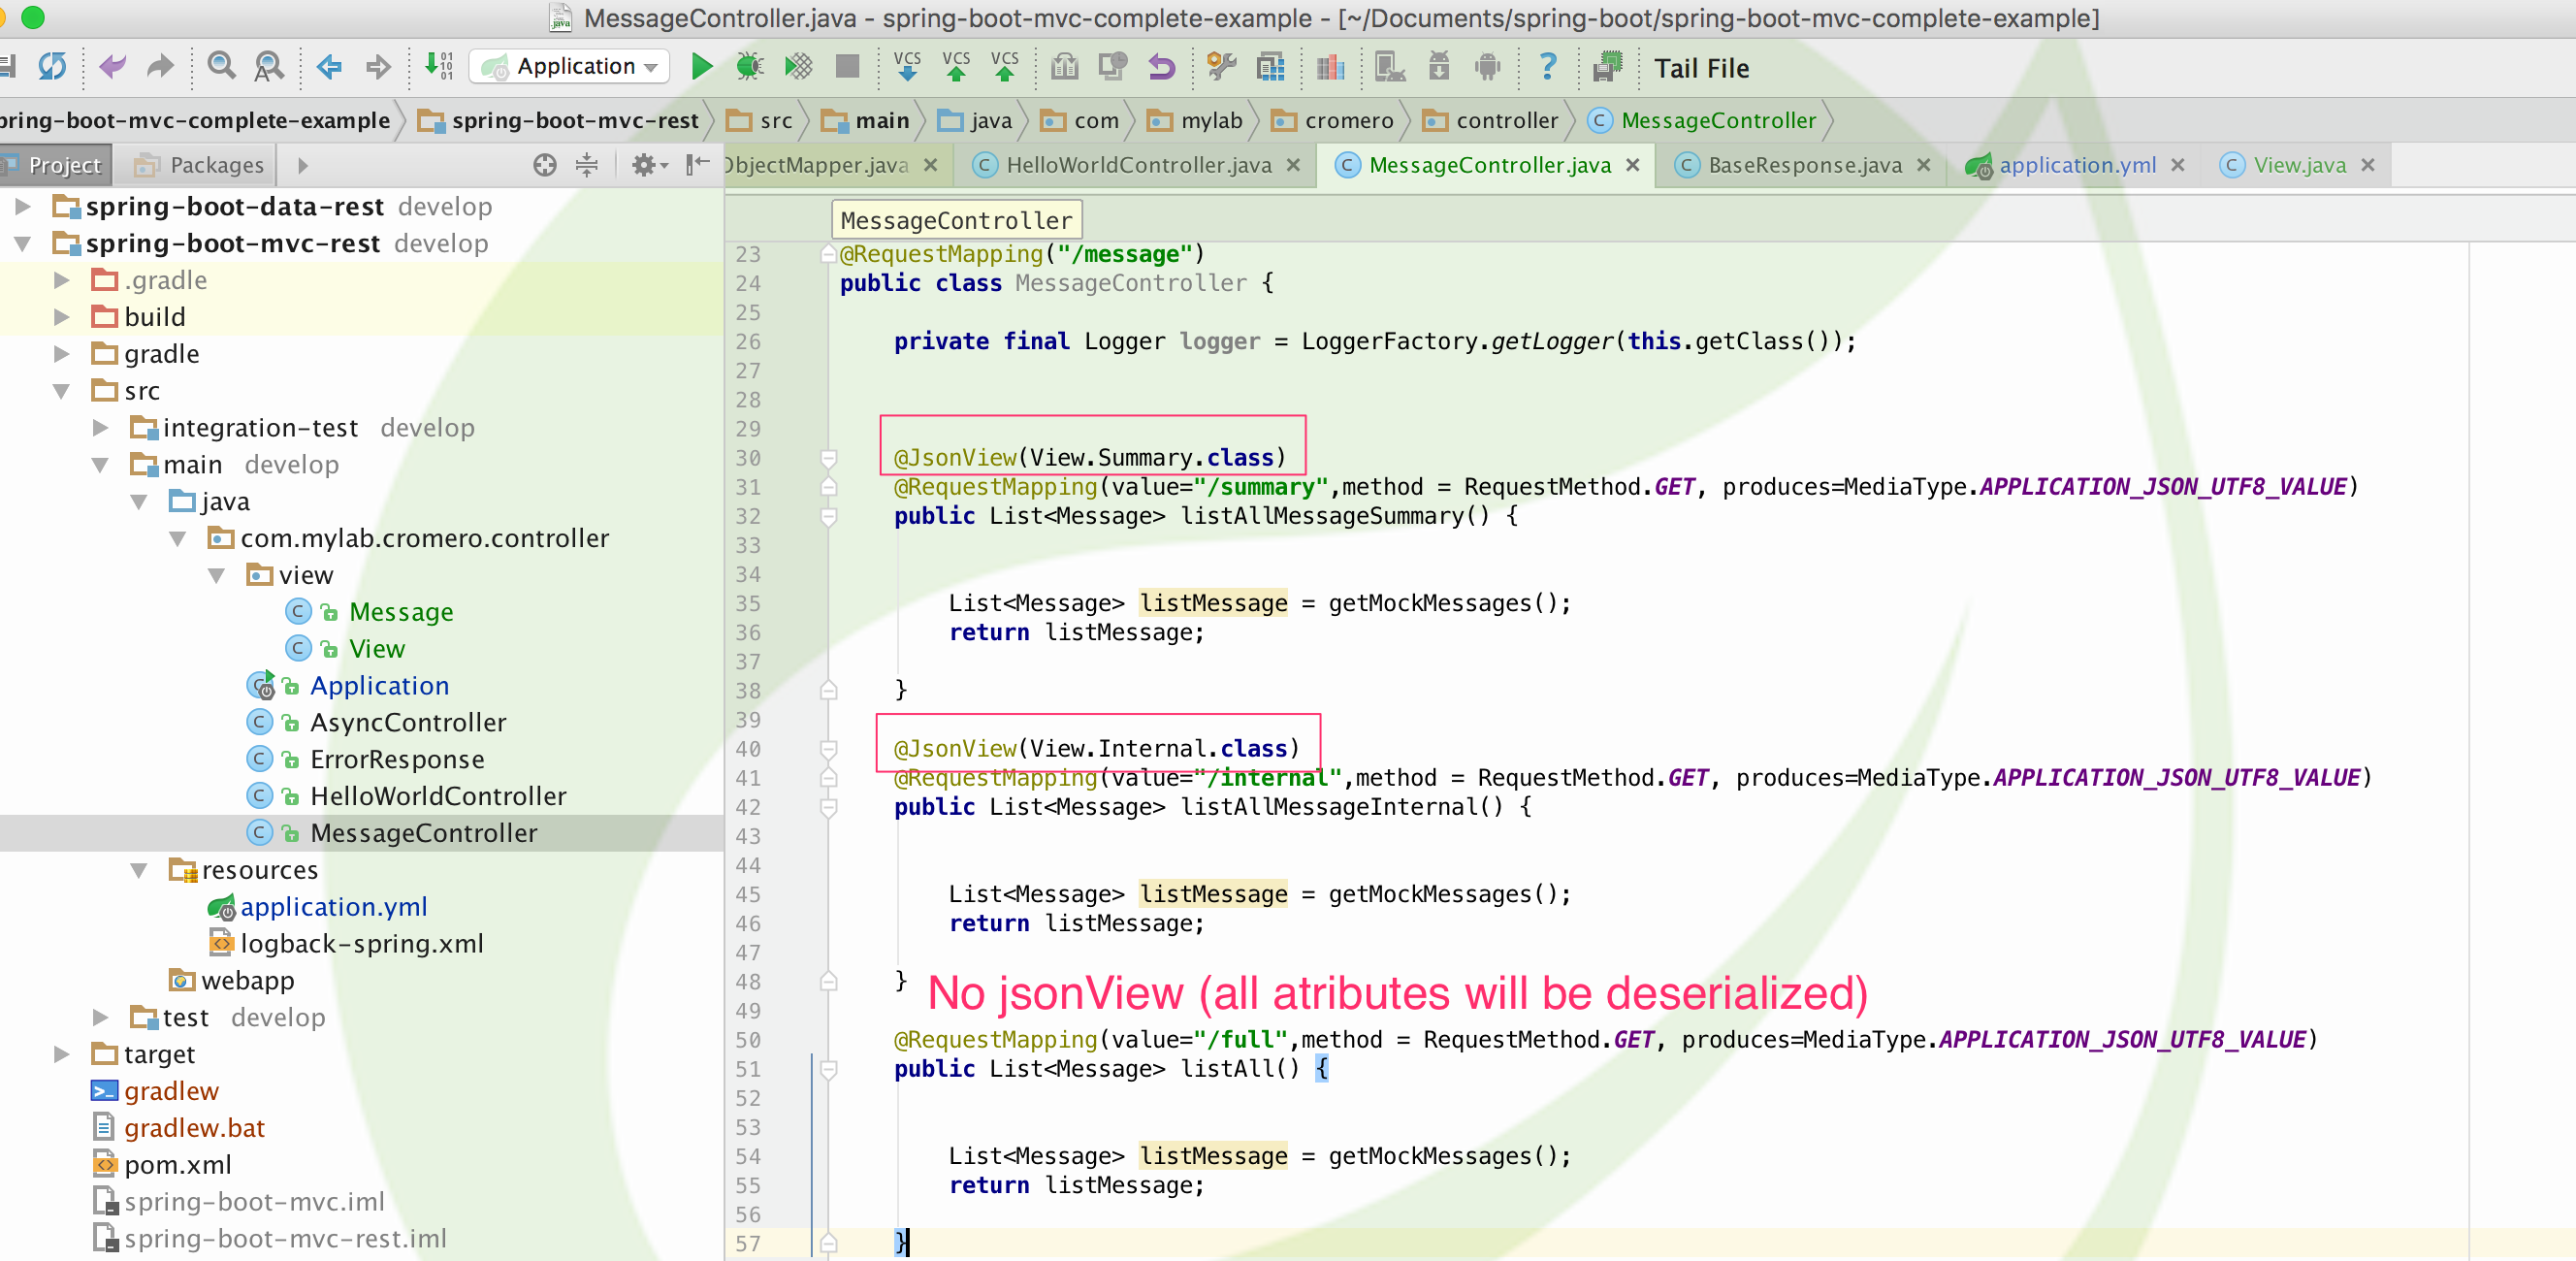 MessageController.java - spring-boot-mvc-complete-example - [~/Documents/spring-boot/spring-boot-mvc-complete-example]
Application
VCS VCS VCS
Tail File
pring-boot-mvc-complete-example spring-boot-mvc-rest src main java com mylab cromero controller MessageController
Project Packages
ObjectMapper.java HelloWorldController.java MessageController.java BaseResponse.java application.yml View.java
spring-boot-data-rest develop
spring-boot-mvc-rest develop
.gradle
build
gradle
src
integration-test develop
main develop
java
com.mylab.cromero.controller
view
Message
View
Application
AsyncController
ErrorResponse
HelloWorldController
MessageController
resources
application.yml
logback-spring.xml
webapp
test develop
target
gradlew
gradlew.bat
pom.xml
spring-boot-mvc.iml
spring-boot-mvc-rest.iml
MessageController
23 @RequestMapping("/message")
24 public class MessageController {
25
26 private final Logger logger = LoggerFactory.getLogger(this.getClass());
27
28
29
30 @JsonView(View.Summary.class)
31 @RequestMapping(value="/summary",method = RequestMethod.GET, produces=MediaType.APPLICATION_JSON_UTF8_VALUE)
32 public List<Message> listAllMessageSummary() {
33
34
35 List<Message> listMessage = getMockMessages();
36 return listMessage;
37
38 }
39
40 @JsonView(View.Internal.class)
41 @RequestMapping(value="/internal",method = RequestMethod.GET, produces=MediaType.APPLICATION_JSON_UTF8_VALUE)
42 public List<Message> listAllMessageInternal() {
43
44
45 List<Message> listMessage = getMockMessages();
46 return listMessage;
47
48 }
No jsonView (all atributes will be deserialized)
49
50 @RequestMapping(value="/full",method = RequestMethod.GET, produces=MediaType.APPLICATION_JSON_UTF8_VALUE)
51 public List<Message> listAll() {
52
53
54 List<Message> listMessage = getMockMessages();
55 return listMessage;
56
57 }